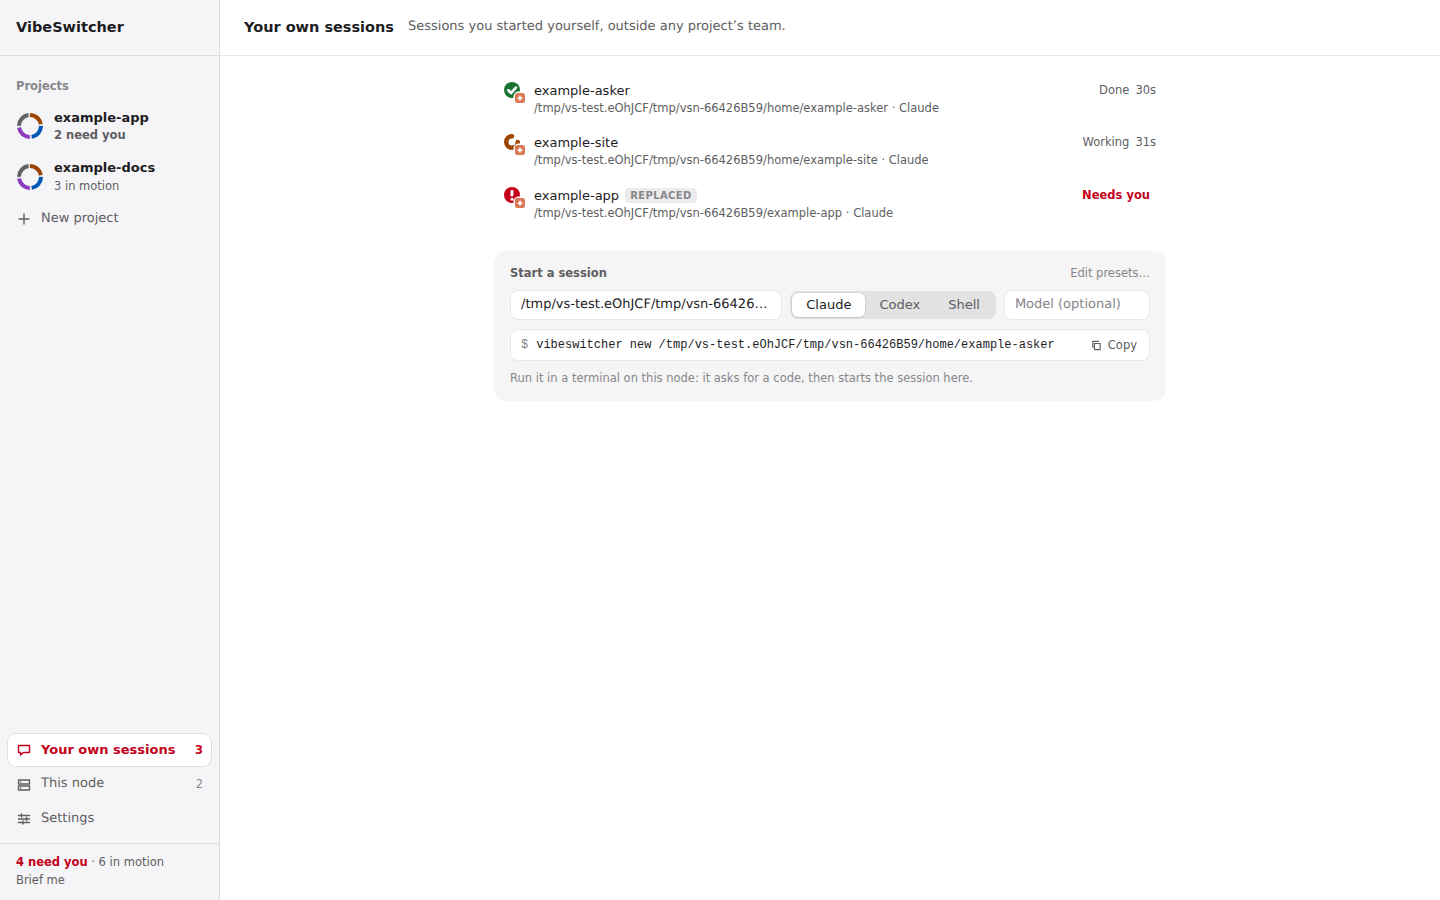 VibeSwitcher
Your own sessions
Sessions you started yourself, outside any project’s team.
Projects
example-app
2 need you
example-docs
3 in motion
New project
example-asker
Done 30s
/tmp/vs-test.eOhJCF/tmp/vsn-66426B59/home/example-asker · Claude
example-site
Working 31s
/tmp/vs-test.eOhJCF/tmp/vsn-66426B59/home/example-site · Claude
example-app REPLACED
Needs you
/tmp/vs-test.eOhJCF/tmp/vsn-66426B59/example-app · Claude
Start a session
Edit presets…
/tmp/vs-test.eOhJCF/tmp/vsn-66426…
Claude Codex Shell
Model (optional)
$ vibeswitcher new /tmp/vs-test.eOhJCF/tmp/vsn-66426B59/home/example-asker
Copy
Run it in a terminal on this node: it asks for a code, then starts the session here.
Your own sessions 3
This node 2
Settings
4 need you · 6 in motion
Brief me